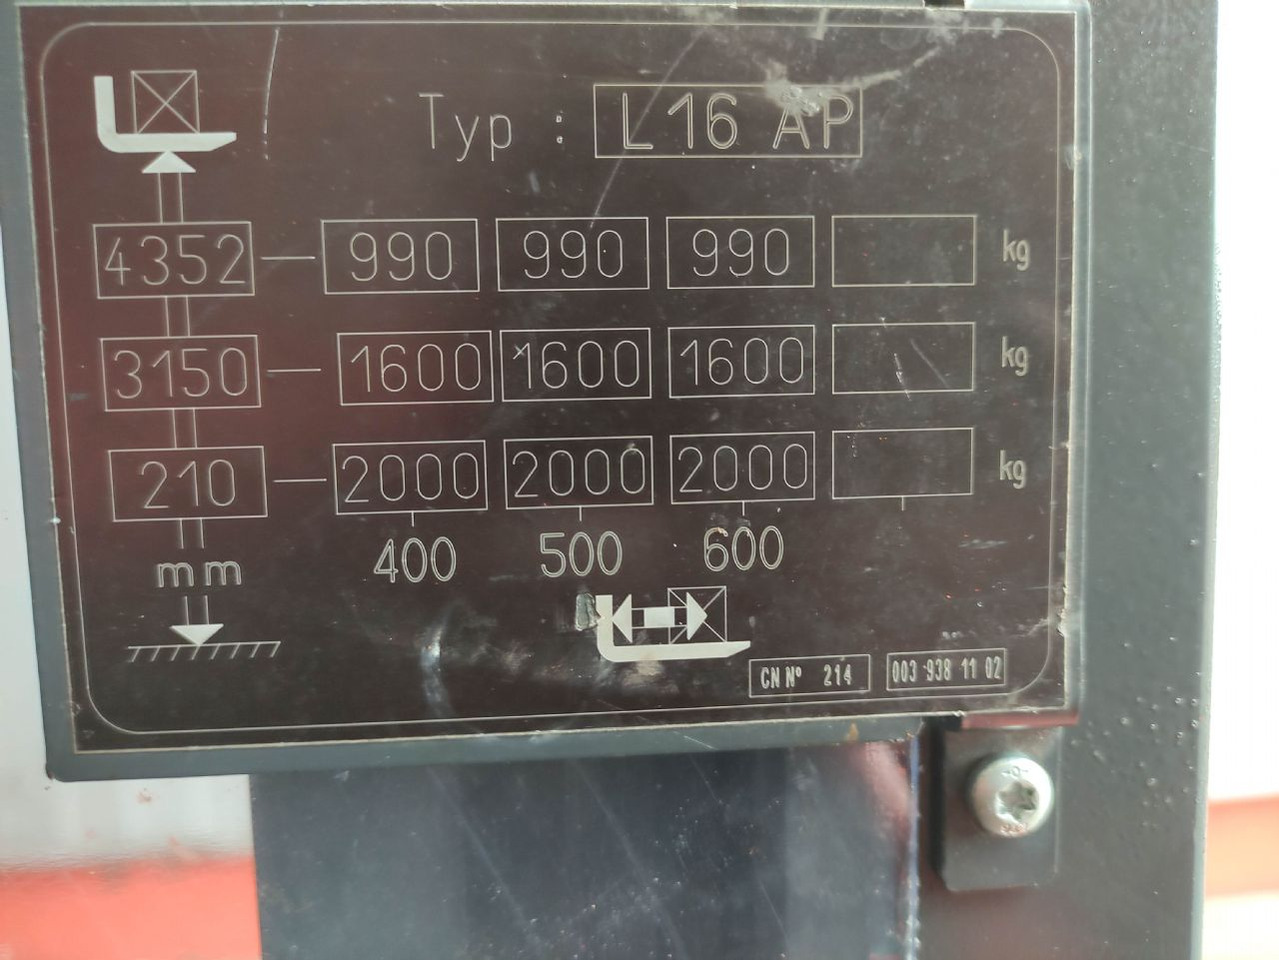 Typ : L 16 AP
4352 990 990 990 kg
3150 1600 1600 1600 kg
210 2000 2000 2000 kg
mm 400 500 600
CN Nº 214 003 938 11 02